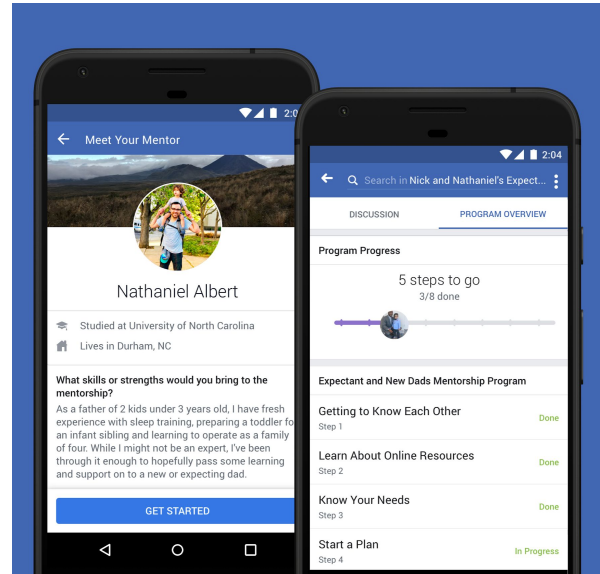 2:0
Meet Your Mentor
Nathaniel Albert
Studied at University of North Carolina
Lives in Durham, NC
What skills or strengths would you bring to the
mentorship?
As a father of 2 kids under 3 years old, I have fresh
experience with sleep training, preparing a toddler fo
an infant sibling and learning to operate as a family
of four. While I might not be an expert, I've been
through it enough to hopefully pass some learning
and support on to a new or expecting dad.
GET STARTED
2:04
Search in Nick and Nathaniel's Expect...
DISCUSSION
PROGRAM OVERVIEW
Program Progress
5 steps to go
3/8 done
Expectant and New Dads Mentorship Program
Getting to Know Each Other
Step 1
Done
Learn About Online Resources
Step 2
Done
Know Your Needs
Step 3
Done
Start a Plan
Step 4
In Progress